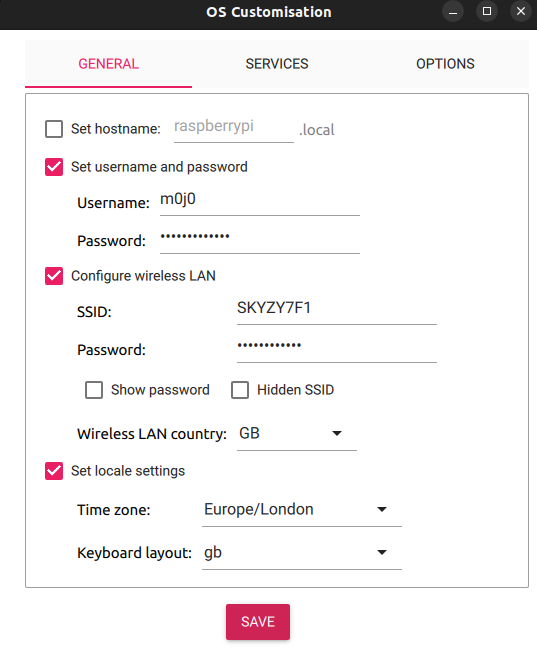 OS Customisation
GENERAL SERVICES OPTIONS
Set hostname: raspberrypi .local
Set username and password
Username: m0j0
Password: •••••••••••••
Configure wireless LAN
SSID: SKYZY7F1
Password: ••••••••••••
Show password Hidden SSID
Wireless LAN country: GB
Set locale settings
Time zone: Europe/London
Keyboard layout: gb
SAVE